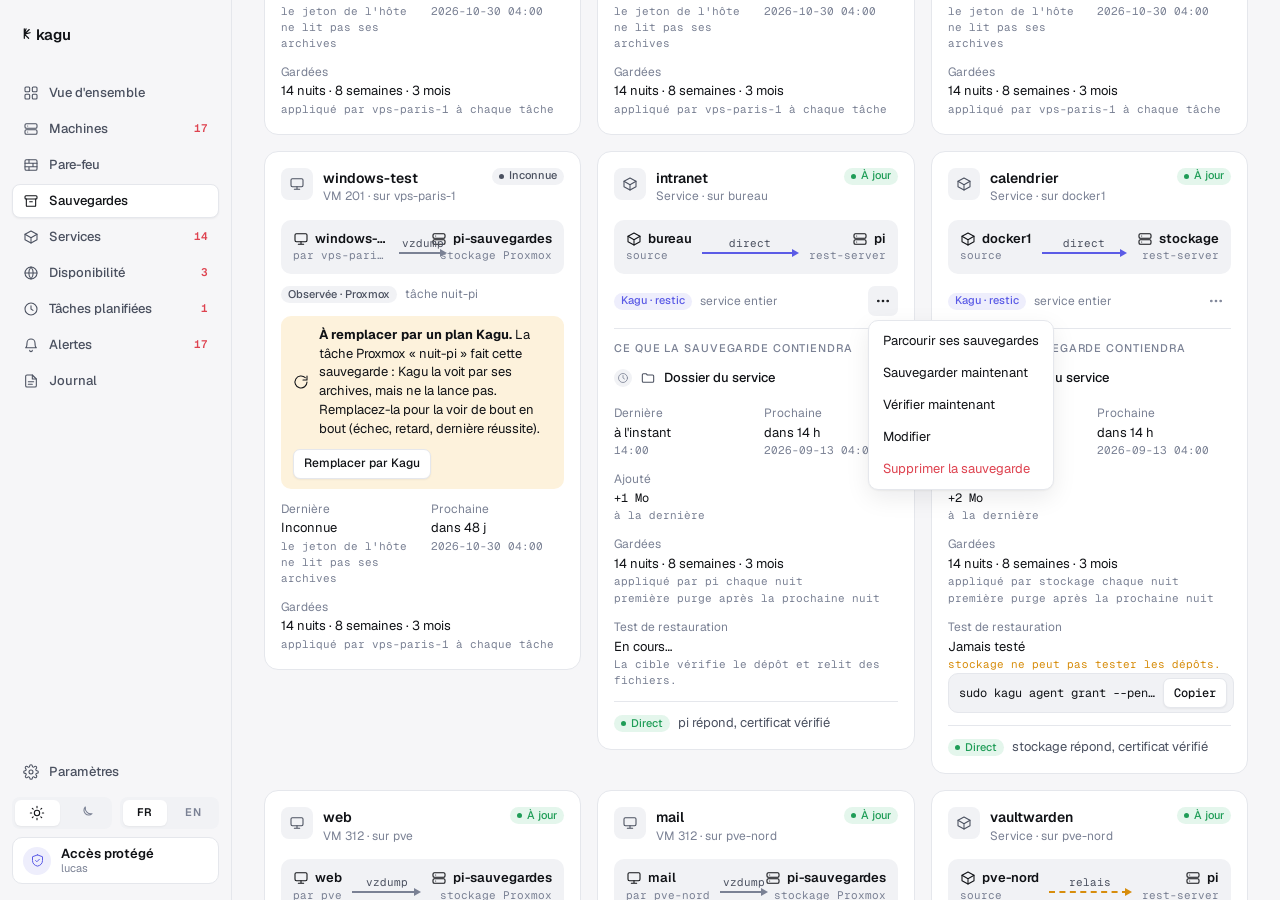 kagu
Vue d'ensemble
Machines 17
Pare-feu
Sauvegardes
Services 14
Disponibilité 3
Tâches planifiées 1
Alertes 17
Journal
Paramètres
FR EN
Accès protégé
lucas
le jeton de l'hôte
ne lit pas ses
archives
2026-10-30 04:00
Gardées
14 nuits · 8 semaines · 3 mois
appliqué par vps-paris-1 à chaque tâche
le jeton de l'hôte
ne lit pas ses
archives
2026-10-30 04:00
Gardées
14 nuits · 8 semaines · 3 mois
appliqué par vps-paris-1 à chaque tâche
le jeton de l'hôte
ne lit pas ses
archives
2026-10-30 04:00
Gardées
14 nuits · 8 semaines · 3 mois
appliqué par vps-paris-1 à chaque tâche
windows-test
Inconnue
VM 201 · sur vps-paris-1
windows-… vzdump pi-sauvegardes
par vps-pari… stockage Proxmox
Observée · Proxmox tâche nuit-pi
À remplacer par un plan Kagu. La
tâche Proxmox « nuit-pi » fait cette
sauvegarde : Kagu la voit par ses
archives, mais ne la lance pas.
Remplacez-la pour la voir de bout en
bout (échec, retard, dernière réussite).
Remplacer par Kagu
Dernière
Inconnue
le jeton de l'hôte
ne lit pas ses
archives
Prochaine
dans 48 j
2026-10-30 04:00
Gardées
14 nuits · 8 semaines · 3 mois
appliqué par vps-paris-1 à chaque tâche
intranet
À jour
Service · sur bureau
bureau direct pi
source rest-server
Kagu · restic service entier
CE QUE LA SAUVEGARDE CONTIENDRA
Dossier du service
Dernière
à l'instant
14:00
Prochaine
dans 14 h
2026-09-13 04:0
Ajouté
+1 Mo
à la dernière
Gardées
14 nuits · 8 semaines · 3 mois
appliqué par pi chaque nuit
première purge après la prochaine nuit
Test de restauration
En cours…
La cible vérifie le dépôt et relit des
fichiers.
Direct pi répond, certificat vérifié
Parcourir ses sauvegardes
Sauvegarder maintenant
Vérifier maintenant
Modifier
Supprimer la sauvegarde
calendrier
À jour
Service · sur docker1
docker1 direct stockage
source rest-server
Kagu · restic service entier
EGARDE CONTIENDRA
u service
Prochaine
dans 14 h
2026-09-13 04:00
+2 Mo
à la dernière
Gardées
14 nuits · 8 semaines · 3 mois
appliqué par stockage chaque nuit
première purge après la prochaine nuit
Test de restauration
Jamais testé
stockage ne peut pas tester les dépôts.
sudo kagu agent grant --pen… Copier
Direct stockage répond, certificat vérifié
web
À jour
VM 312 · sur pve
web vzdump pi-sauvegardes
par pve stockage Proxmox
mail
À jour
VM 312 · sur pve-nord
mail vzdump pi-sauvegardes
par pve-nord stockage Proxmox
vaultwarden
À jour
Service · sur pve-nord
pve-nord relais pi
source rest-server